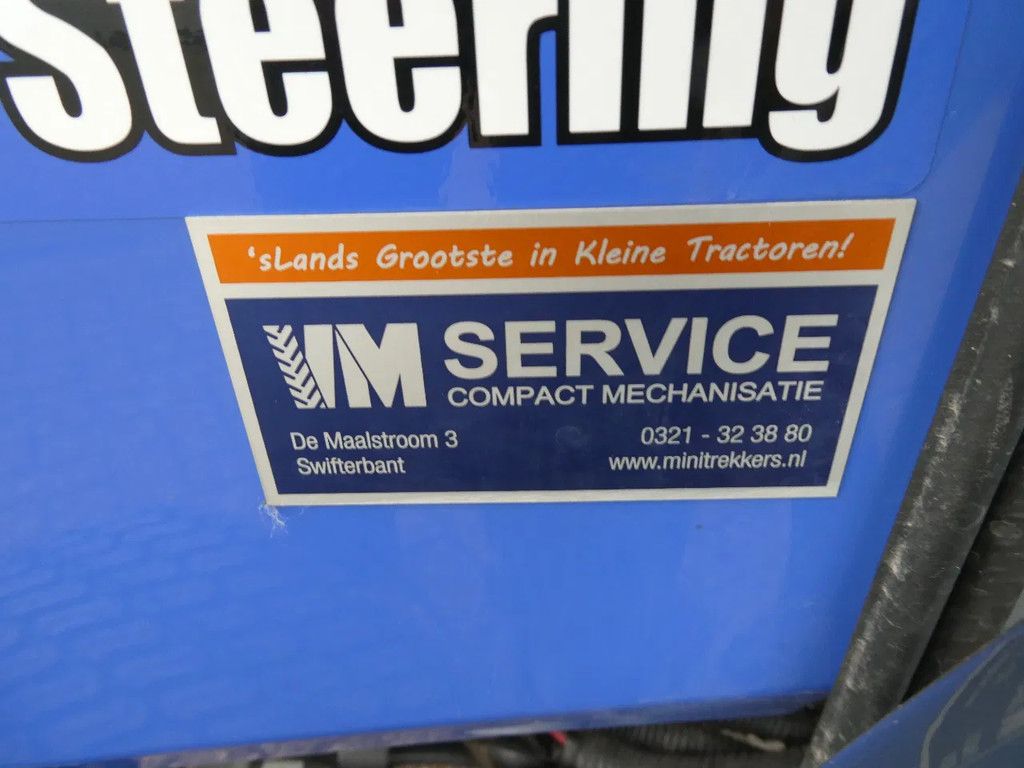 steering
'sLands Grootste in Kleine Tractoren!
VM SERVICE
COMPACT MECHANISATIE
De Maalstroom 3
0321 - 32 38 80
Swifterbant
www.minitrekkers.nl